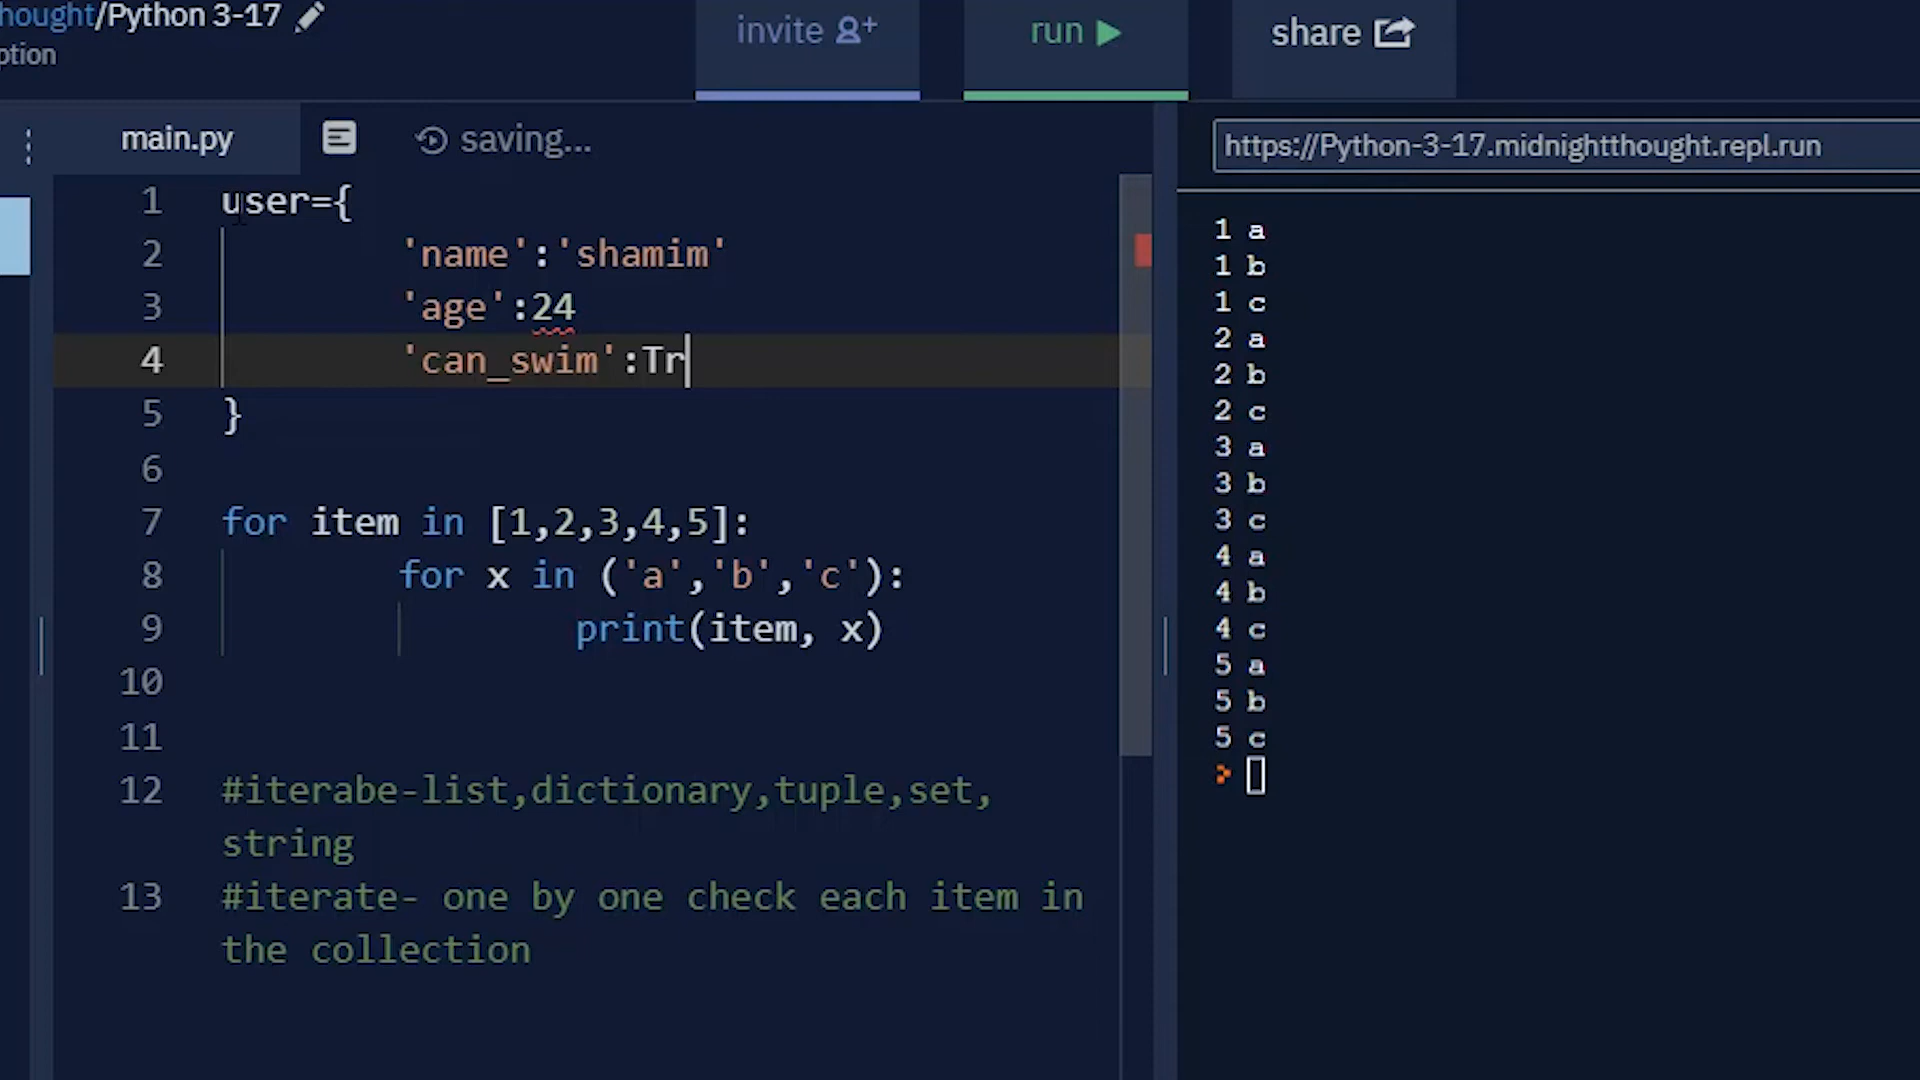 hought/Python 3-17
ption
invite
run
share
main.py
saving...
https://Python-3-17.midnightthought.repl.run
1 user={
2 'name':'shamim'
3 'age':24
4 'can_swim':Tr
5 }
6
7 for item in [1,2,3,4,5]:
8 for x in ('a','b','c'):
9 print(item, x)
10
11
12 #iterabe-list,dictionary,tuple,set,
string
13 #iterate- one by one check each item in
the collection
1 a
1 b
1 c
2 a
2 b
2 c
3 a
3 b
3 c
4 a
4 b
4 c
5 a
5 b
5 c